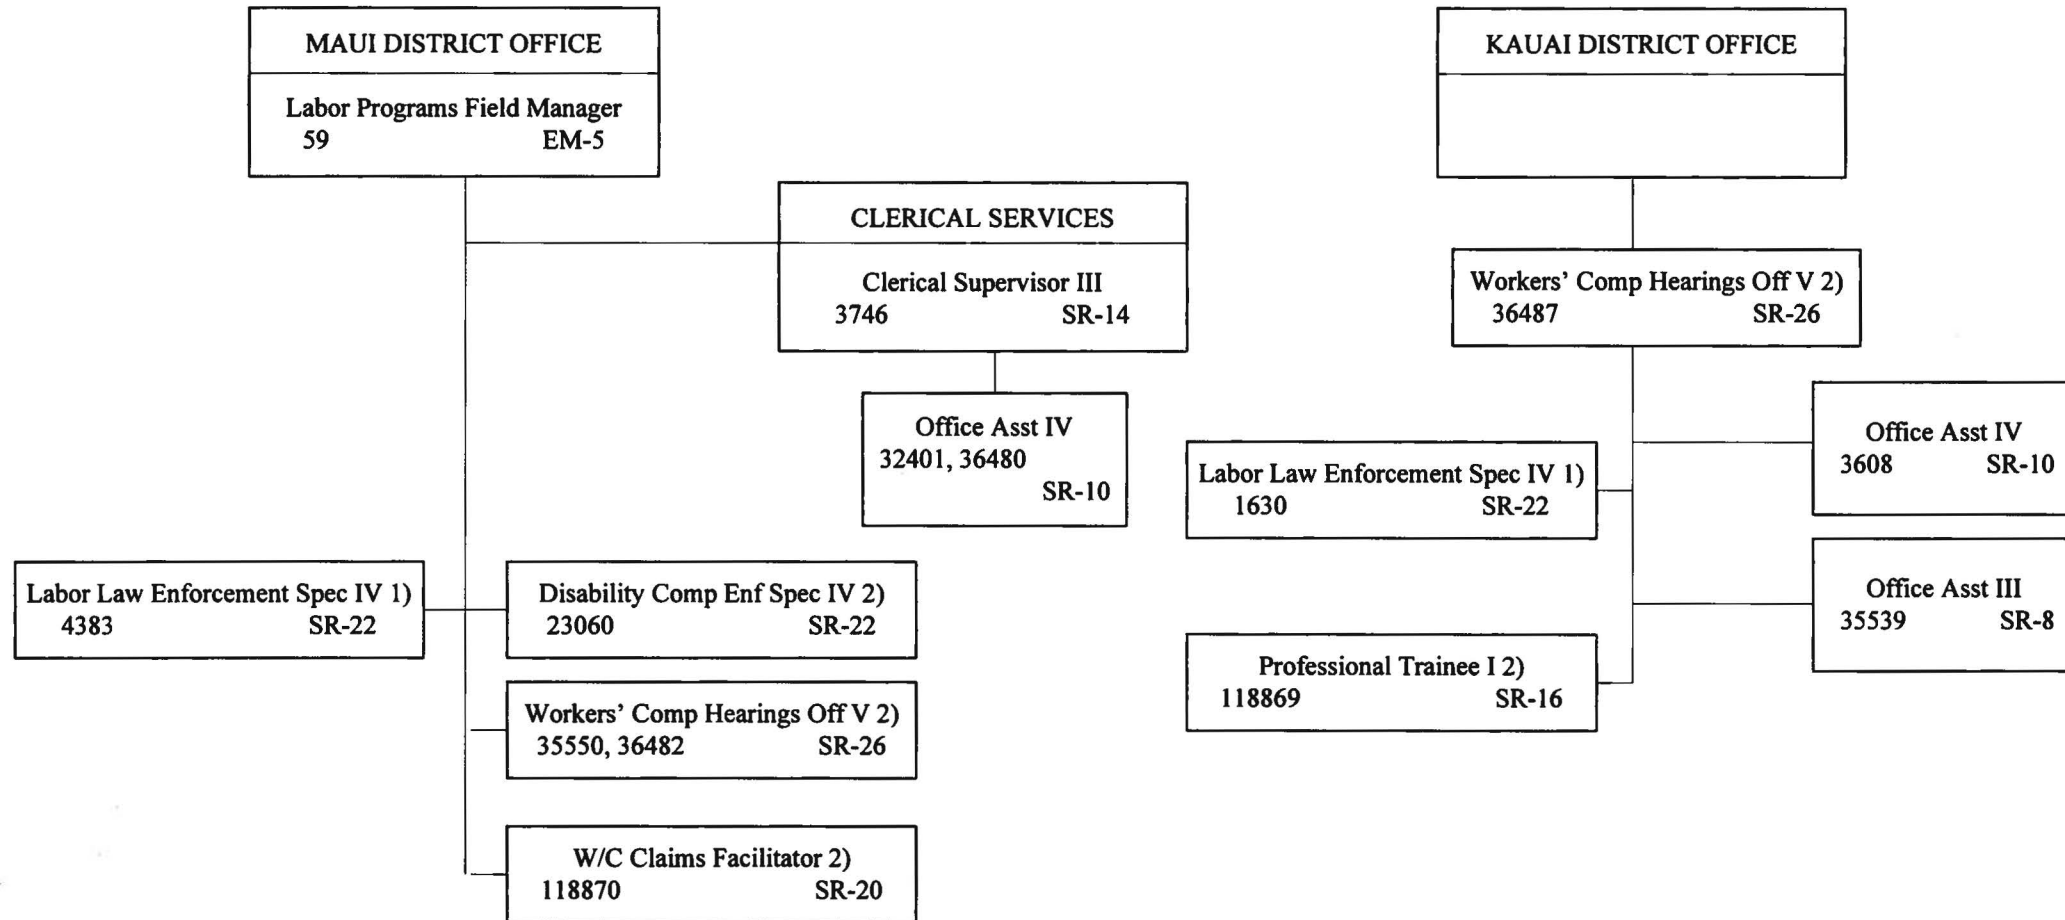 MAUI DISTRICT OFFICE
Labor Programs Field Manager
59 EM-5
CLERICAL SERVICES
Clerical Supervisor III
3746 SR-14
Office Asst IV
32401, 36480
SR-10
Labor Law Enforcement Spec IV 1)
4383 SR-22
Disability Comp Enf Spec IV 2)
23060 SR-22
Workers' Comp Hearings Off V 2)
35550, 36482 SR-26
W/C Claims Facilitator 2)
118870 SR-20
KAUAI DISTRICT OFFICE
Workers' Comp Hearings Off V 2)
36487 SR-26
Office Asst IV
3608 SR-10
Labor Law Enforcement Spec IV 1)
1630 SR-22
Office Asst III
35539 SR-8
Professional Trainee I 2)
118869 SR-16